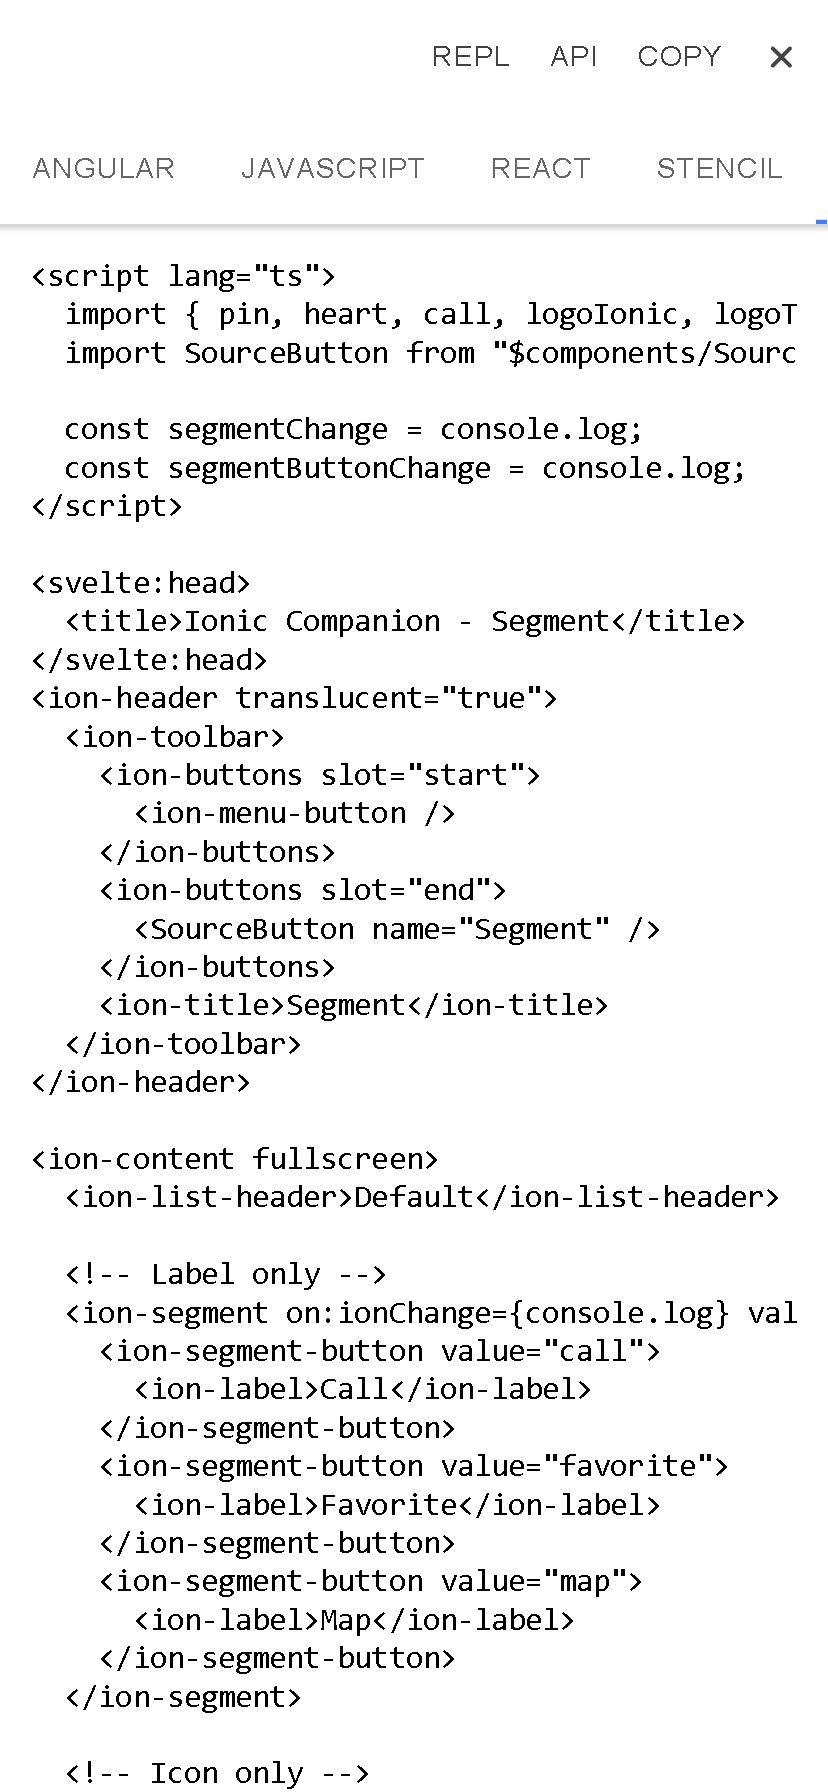 REPL API COPY ×
ANGULAR JAVASCRIPT REACT STENCIL
<script lang="ts">
  import { pin, heart, call, logoIonic, logoT
  import SourceButton from "$components/Sourc

  const segmentChange = console.log;
  const segmentButtonChange = console.log;
</script>

<svelte:head>
  <title>Ionic Companion - Segment</title>
</svelte:head>
<ion-header translucent="true">
  <ion-toolbar>
    <ion-buttons slot="start">
      <ion-menu-button />
    </ion-buttons>
    <ion-buttons slot="end">
      <SourceButton name="Segment" />
    </ion-buttons>
    <ion-title>Segment</ion-title>
  </ion-toolbar>
</ion-header>

<ion-content fullscreen>
  <ion-list-header>Default</ion-list-header>

  <!-- Label only -->
  <ion-segment on:ionChange={console.log} val
    <ion-segment-button value="call">
      <ion-label>Call</ion-label>
    </ion-segment-button>
    <ion-segment-button value="favorite">
      <ion-label>Favorite</ion-label>
    </ion-segment-button>
    <ion-segment-button value="map">
      <ion-label>Map</ion-label>
    </ion-segment-button>
  </ion-segment>

  <!-- Icon only -->